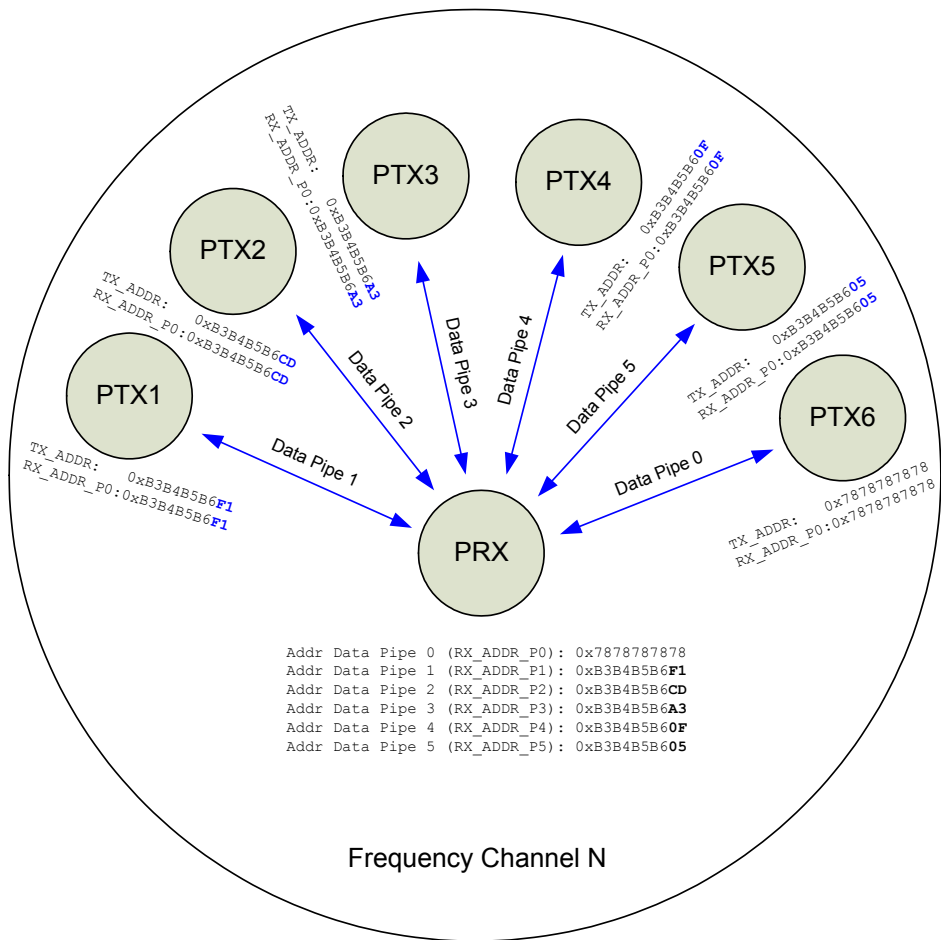 TX_ADDR: 0xB3B4B5B6A3
RX_ADDR_P0:0xB3B4B5B6A3
PTX3
PTX4
TX_ADDR: 0xB3B4B5B60F
RX_ADDR_P0:0xB3B4B5B60F
PTX2
PTX5
TX_ADDR: 0xB3B4B5B6CD
RX_ADDR_P0:0xB3B4B5B6CD
TX_ADDR: 0xB3B4B5B605
RX_ADDR_P0:0xB3B4B5B605
PTX1
PTX6
Data Pipe 2
Data Pipe 3
Data Pipe 4
Data Pipe 5
TX_ADDR: 0xB3B4B5B6F1
RX_ADDR_P0:0xB3B4B5B6F1
Data Pipe 1
Data Pipe 0
TX_ADDR: 0x7878787878
RX_ADDR_P0:0x7878787878
PRX
Addr Data Pipe 0 (RX_ADDR_P0): 0x7878787878
Addr Data Pipe 1 (RX_ADDR_P1): 0xB3B4B5B6F1
Addr Data Pipe 2 (RX_ADDR_P2): 0xB3B4B5B6CD
Addr Data Pipe 3 (RX_ADDR_P3): 0xB3B4B5B6A3
Addr Data Pipe 4 (RX_ADDR_P4): 0xB3B4B5B60F
Addr Data Pipe 5 (RX_ADDR_P5): 0xB3B4B5B605
Frequency Channel N